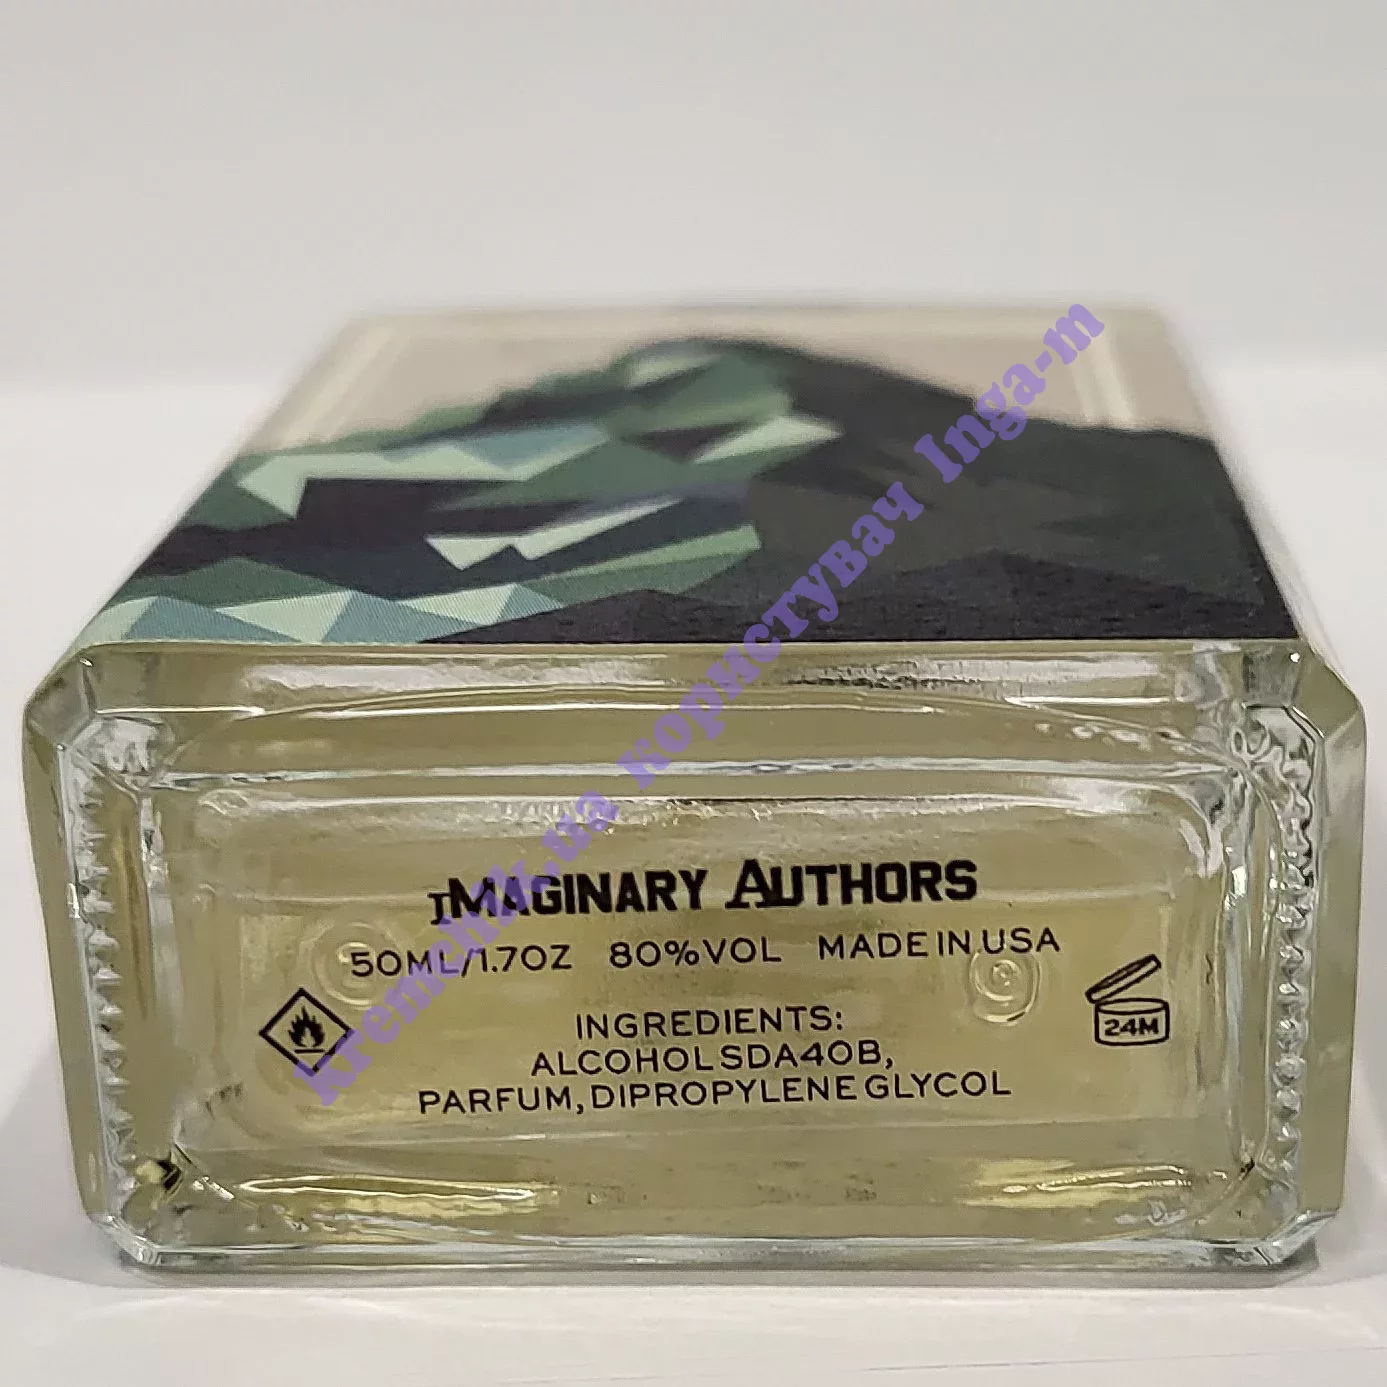 IMAGINARY AUTHORS
50ML/1.7OZ 80%VOL MADE IN USA
24M
INGREDIENTS:
ALCOHOL SDA40B,
PARFUM, DIPROPYLENE GLYCOL
kremchik.ua користувач Inga-m